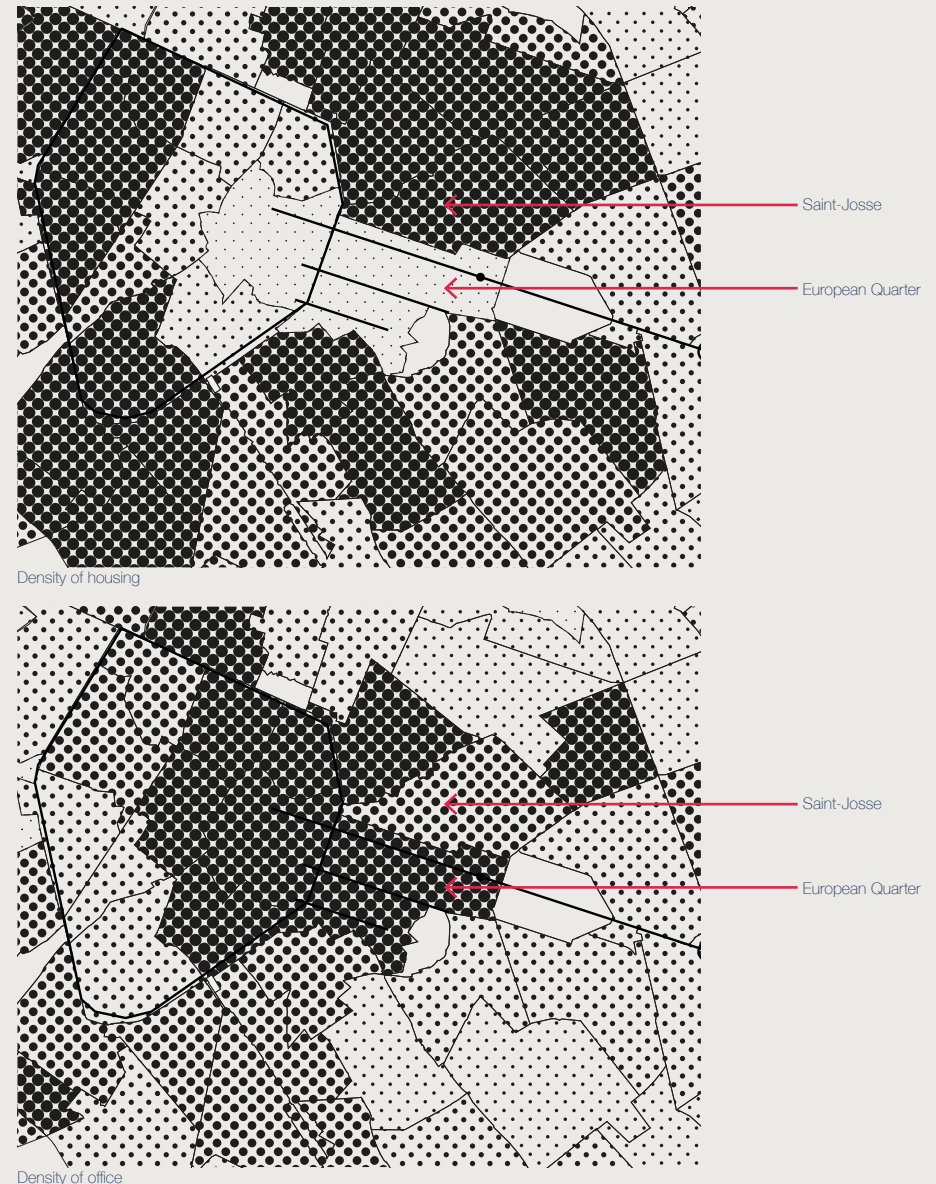 Saint-Josse
European Quarter
Density of housing
Saint-Josse
European Quarter
Density of office